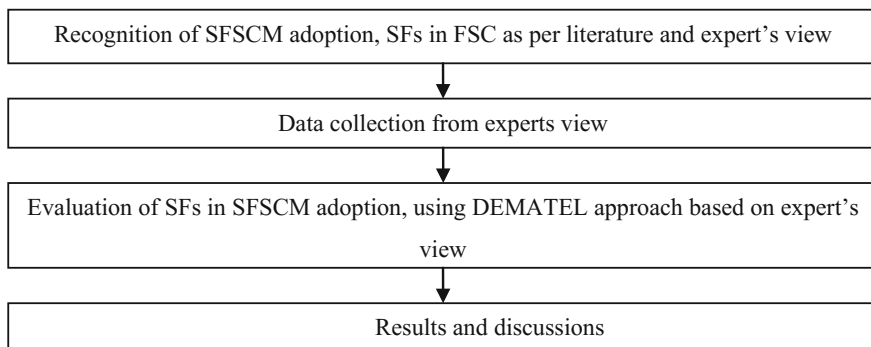 Recognition of SFSCM adoption, SFs in FSC as per literature and expert’s view
Data collection from experts view
Evaluation of SFs in SFSCM adoption, using DEMATEL approach based on expert’s
view
Results and discussions